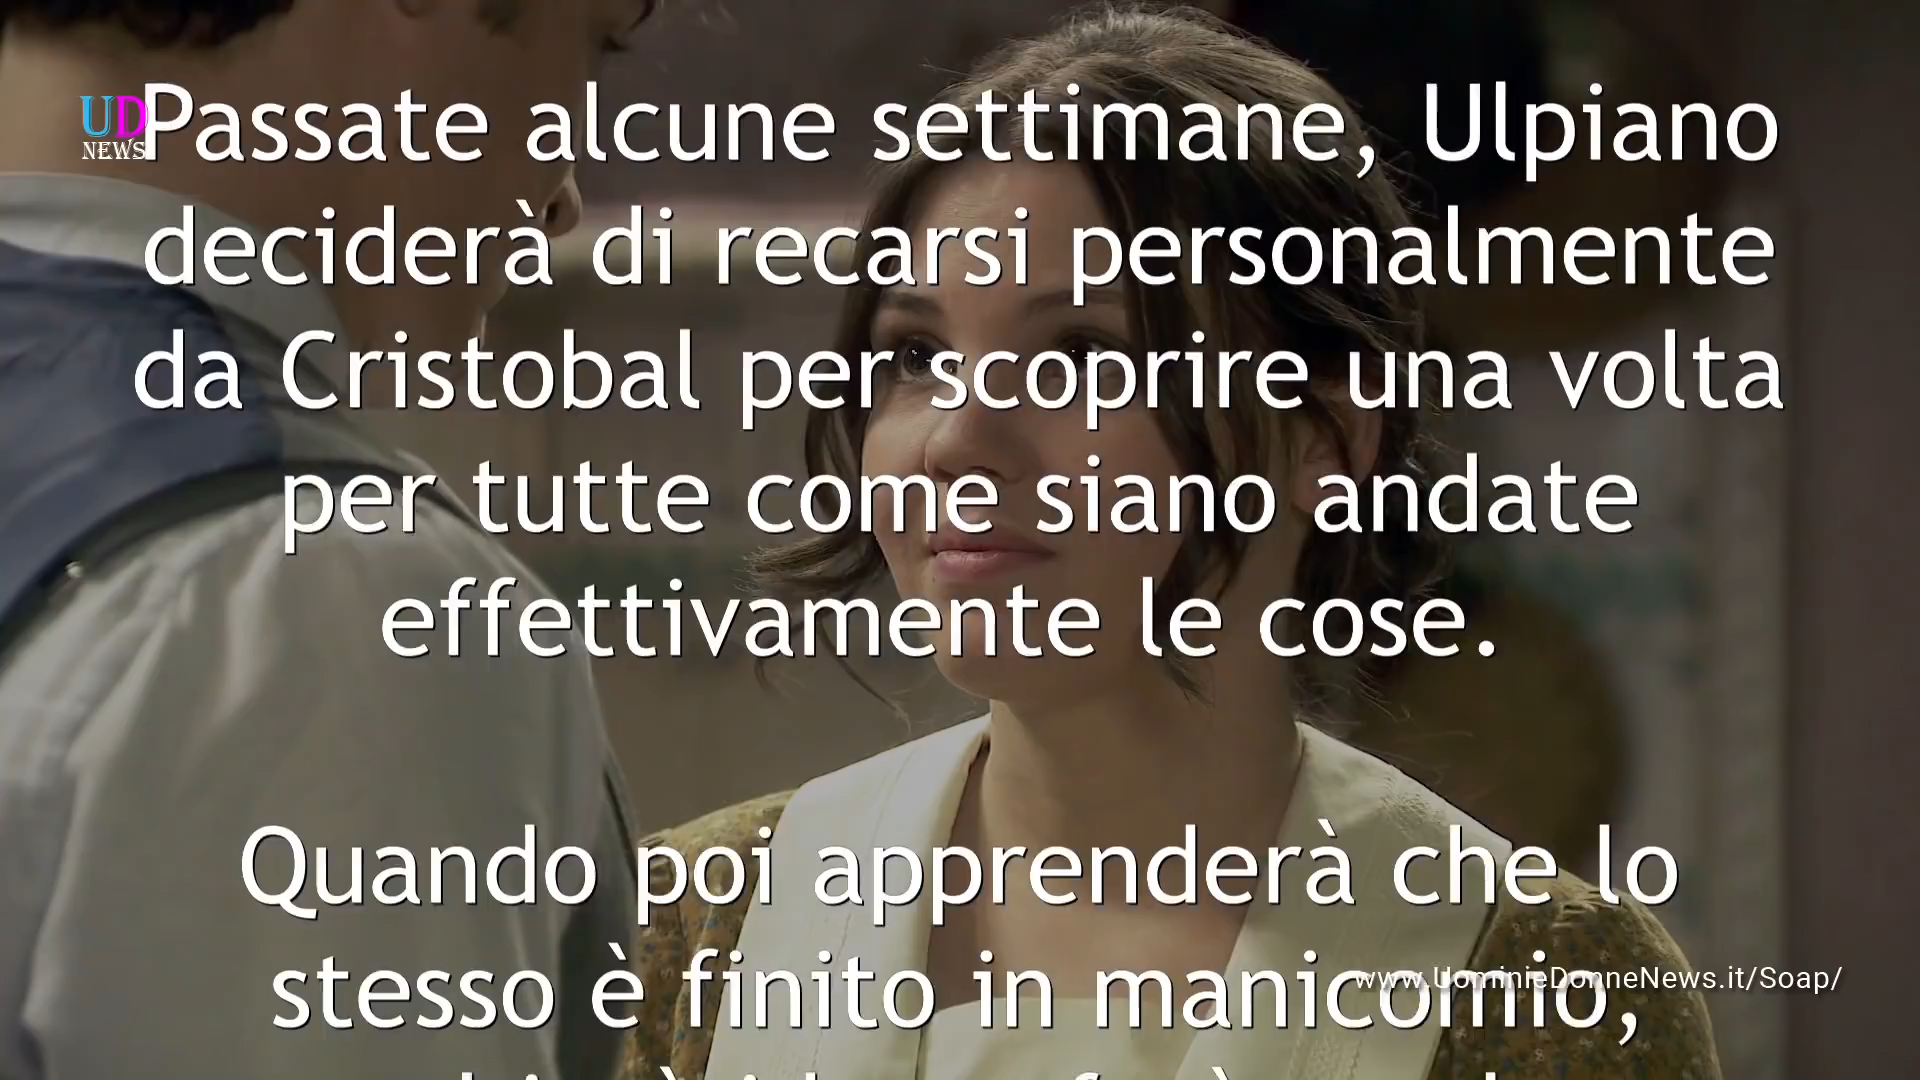 UD
NEWS
Passate alcune settimane, Ulpiano
deciderà di recarsi personalmente
da Cristobal per scoprire una volta
per tutte come siano andate
effettivamente le cose.
Quando poi apprenderà che lo
stesso è finito in manicomio,
www.UominieDonneNews.it/Soap/